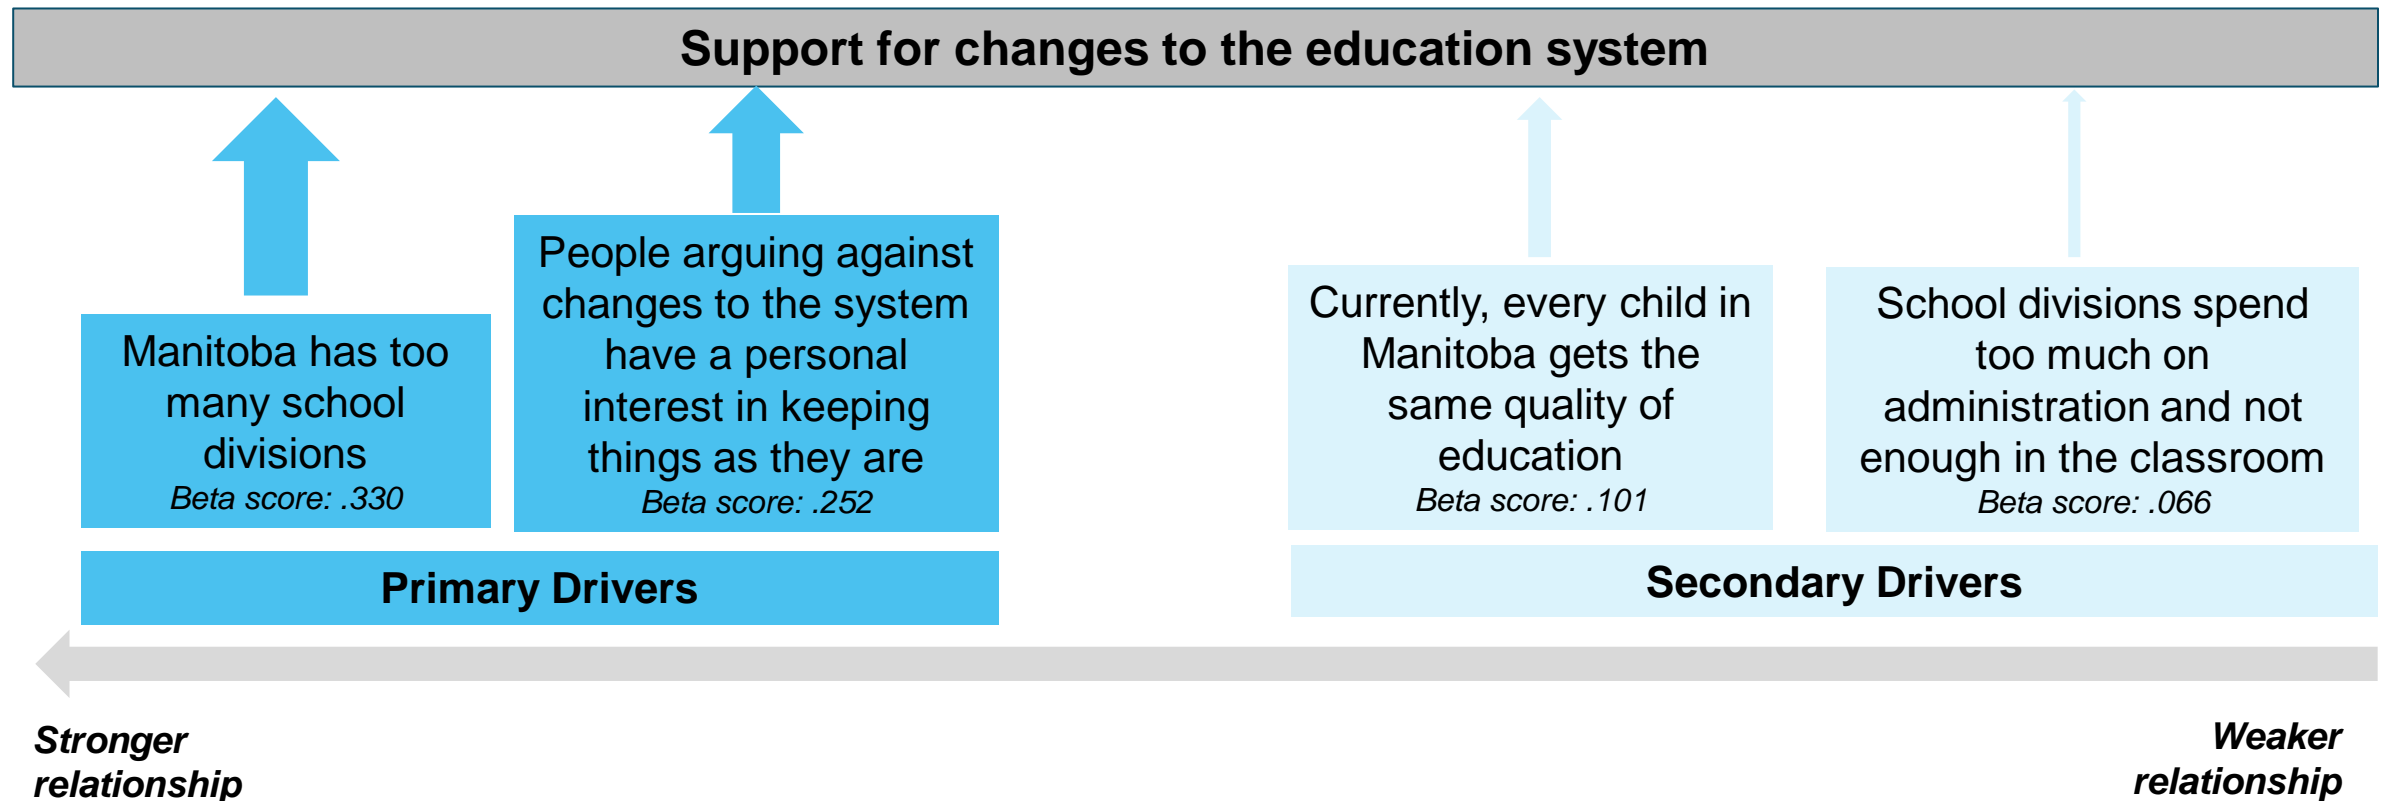 Support for changes to the education system
Manitoba has too
many school
divisions
Beta score: .330
People arguing against
changes to the system
have a personal
interest in keeping
things as they are
Beta score: .252
Currently, every child in
Manitoba gets the
same quality of
education
Beta score: .101
School divisions spend
too much on
administration and not
enough in the classroom
Beta score: .066
Primary Drivers
Secondary Drivers
Stronger
relationship
Weaker
relationship